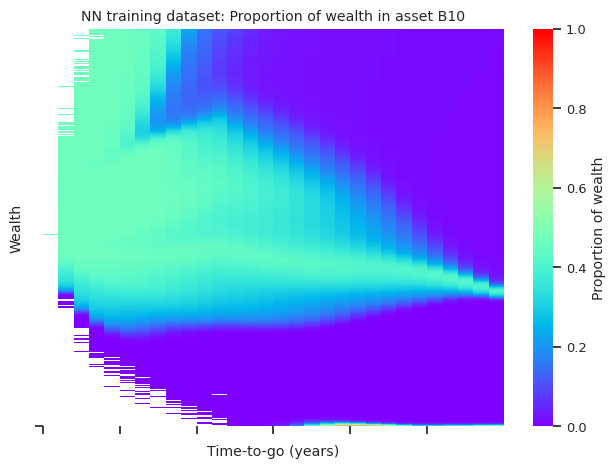 NN training dataset: Proportion of wealth in asset B10
Wealth
Time-to-go (years)
1.0
0.8
0.6
0.4
0.2
0.0
Proportion of wealth